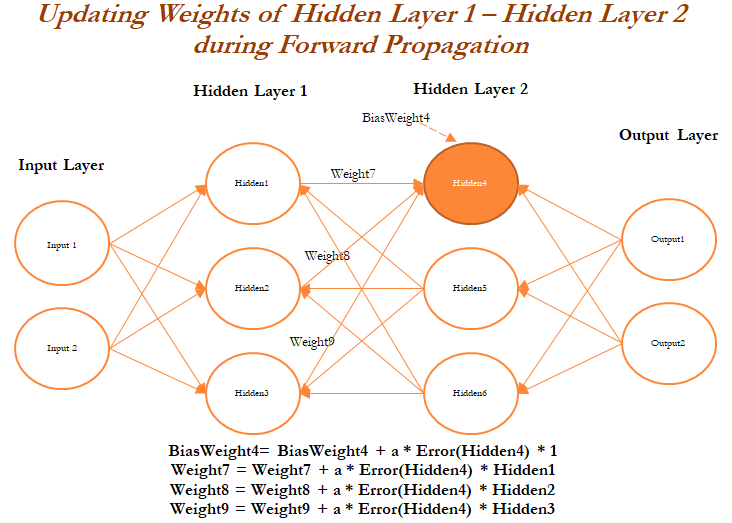 Updating Weights of Hidden Layer 1 – Hidden Layer 2
during Forward Propagation
Hidden Layer 1
Hidden Layer 2
BiasWeight4
Output Layer
Input Layer
Weight7
Hidden1
Hidden4
Input 1
Output1
Weight8
Hidden2
Hidden5
Weight9
Input 2
Output2
Hidden3
Hidden6
BiasWeight4= BiasWeight4 + a * Error(Hidden4) * 1
Weight7 = Weight7 + a * Error(Hidden4) * Hidden1
Weight8 = Weight8 + a * Error(Hidden4) * Hidden2
Weight9 = Weight9 + a * Error(Hidden4) * Hidden3